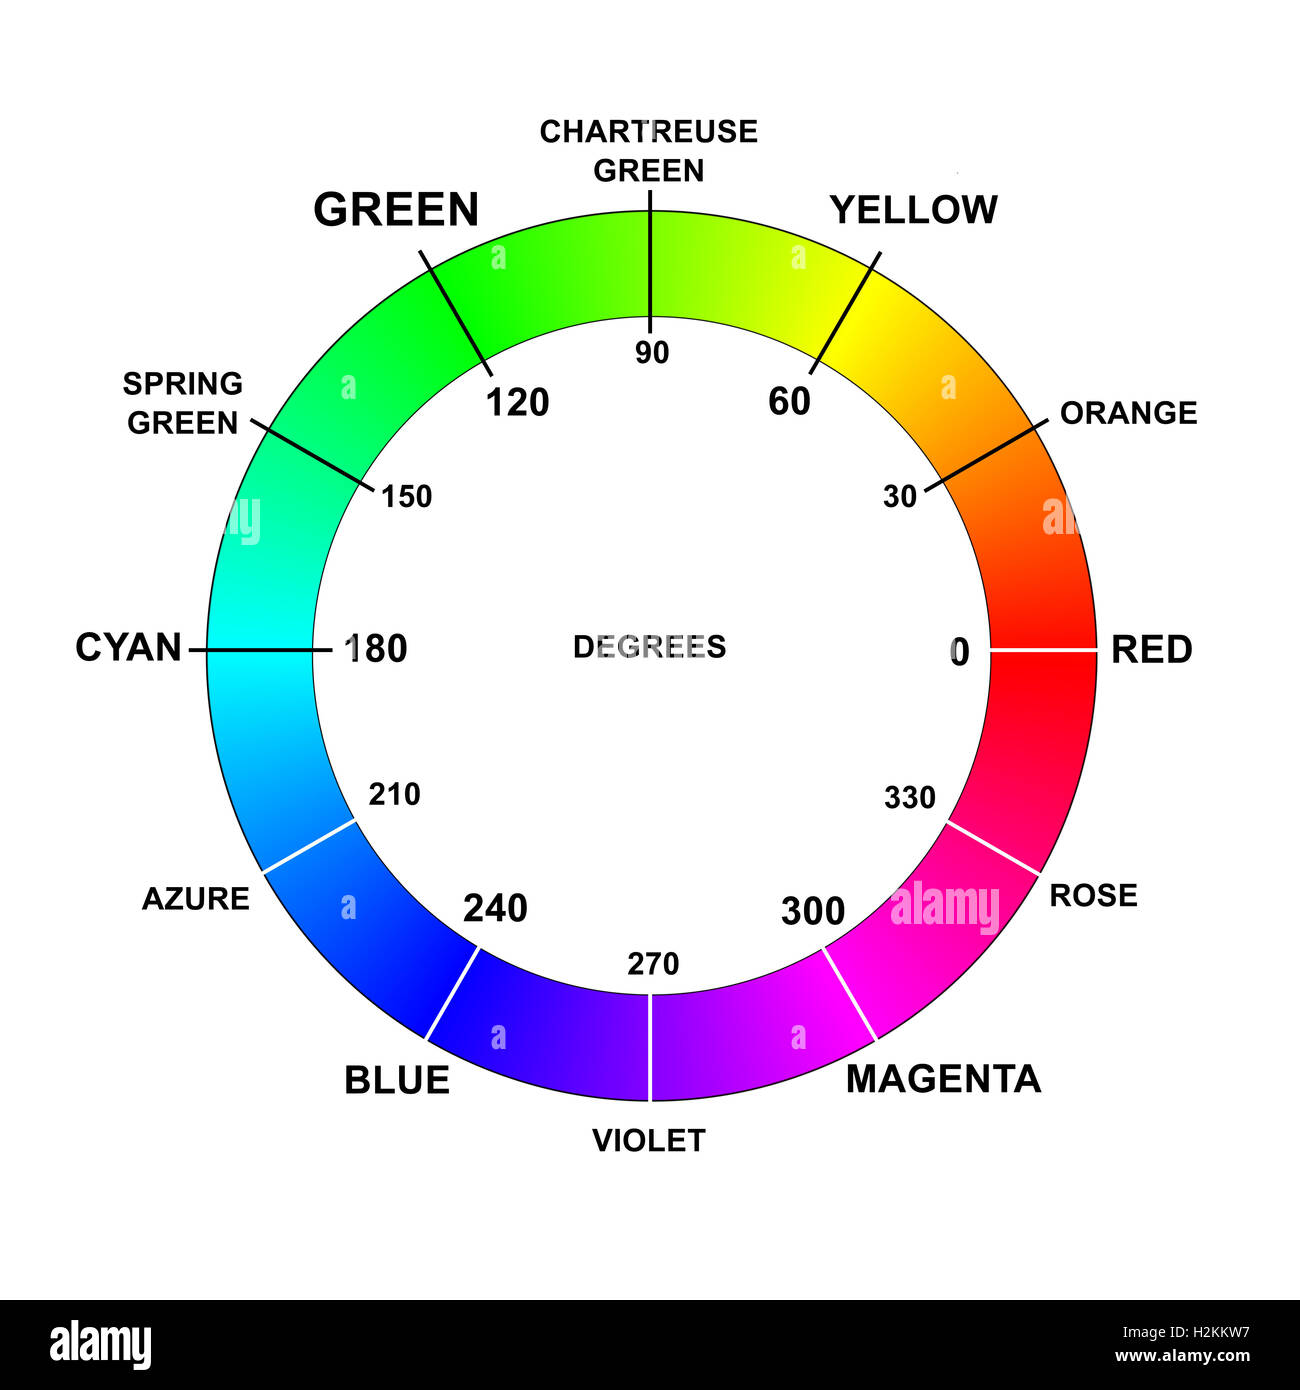 CHARTREUSE
GREEN
GREEN
YELLOW
90
120
60
SPRING
GREEN
ORANGE
150
30
CYAN
180
DEGREES
0
RED
210
330
AZURE
ROSE
240
300
270
BLUE
MAGENTA
VIOLET
a
a
a
a
a
a
a
alamy
alamy
alamy
Image ID: H2KKW7
www.alamy.com